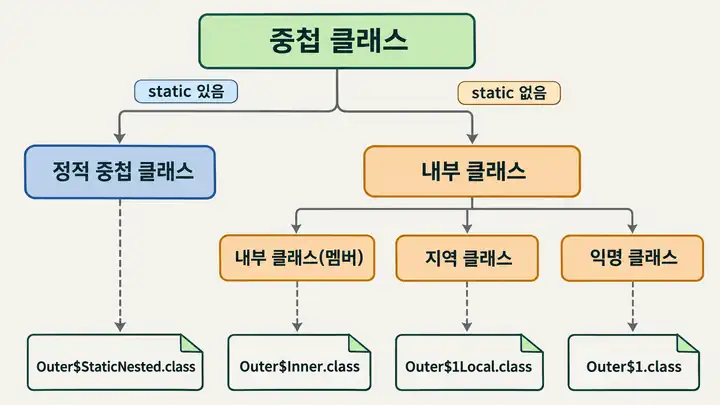 중첩 클래스
static 있음
static 없음
정적 중첩 클래스
내부 클래스
내부 클래스(멤버)
지역 클래스
익명 클래스
Outer$StaticNested.class
Outer$Inner.class
Outer$1Local.class
Outer$1.class